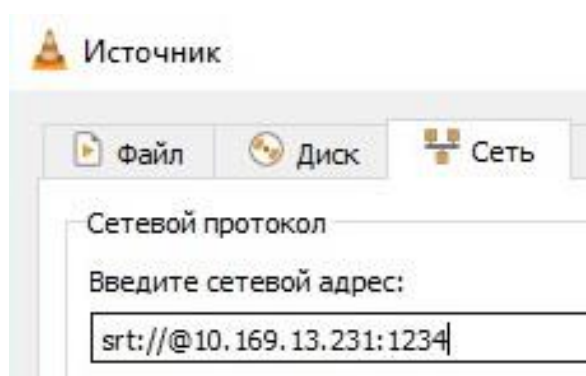 Источник
Файл Диск Сеть
Сетевой протокол
Введите сетевой адрес:
srt://@10.169.13.231:1234